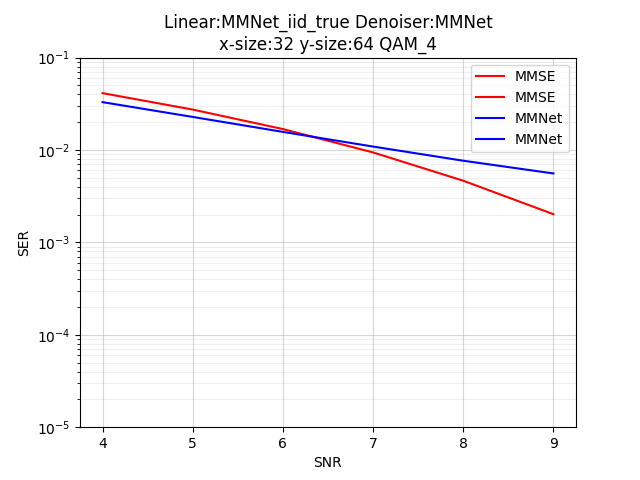 Linear:MMNet_iid_true Denoiser:MMNet
x-size:32 y-size:64 QAM_4
MMSE
MMSE
MMNet
MMNet
SER
10⁻¹
10⁻²
10⁻³
10⁻⁴
10⁻⁵
4 5 6 7 8 9
SNR